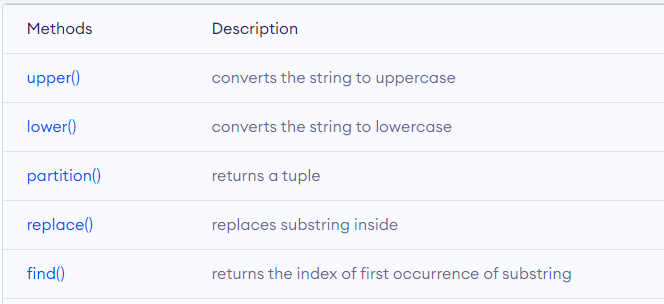 Methods Description
upper() converts the string to uppercase
lower() converts the string to lowercase
partition() returns a tuple
replace() replaces substring inside
find() returns the index of first occurrence of substring